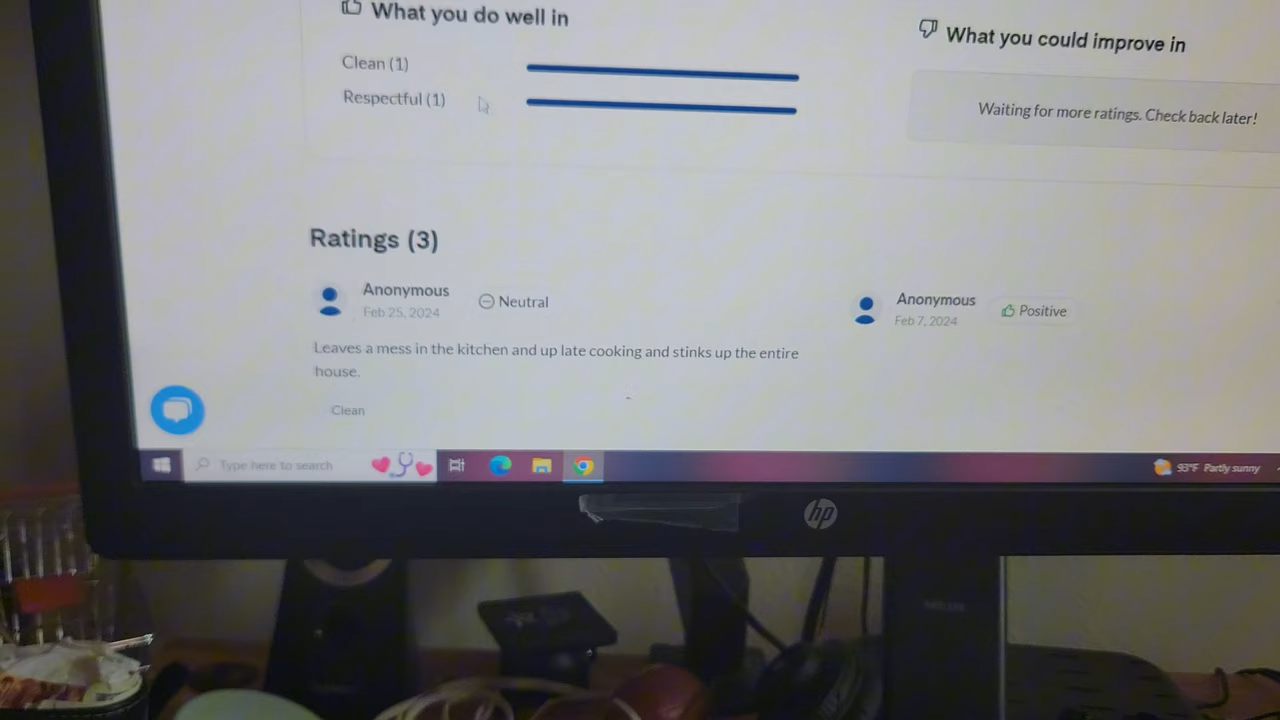 What you do well in
What you could improve in
Clean (1)
Respectful (1)
Waiting for more ratings. Check back later!
Ratings (3)
Anonymous
Neutral
Feb 25, 2024
Anonymous
Positive
Feb 7, 2024
Leaves a mess in the kitchen and up late cooking and stinks up the entire
house.
Clean
Type here to search
93°F Partly sunny
hp